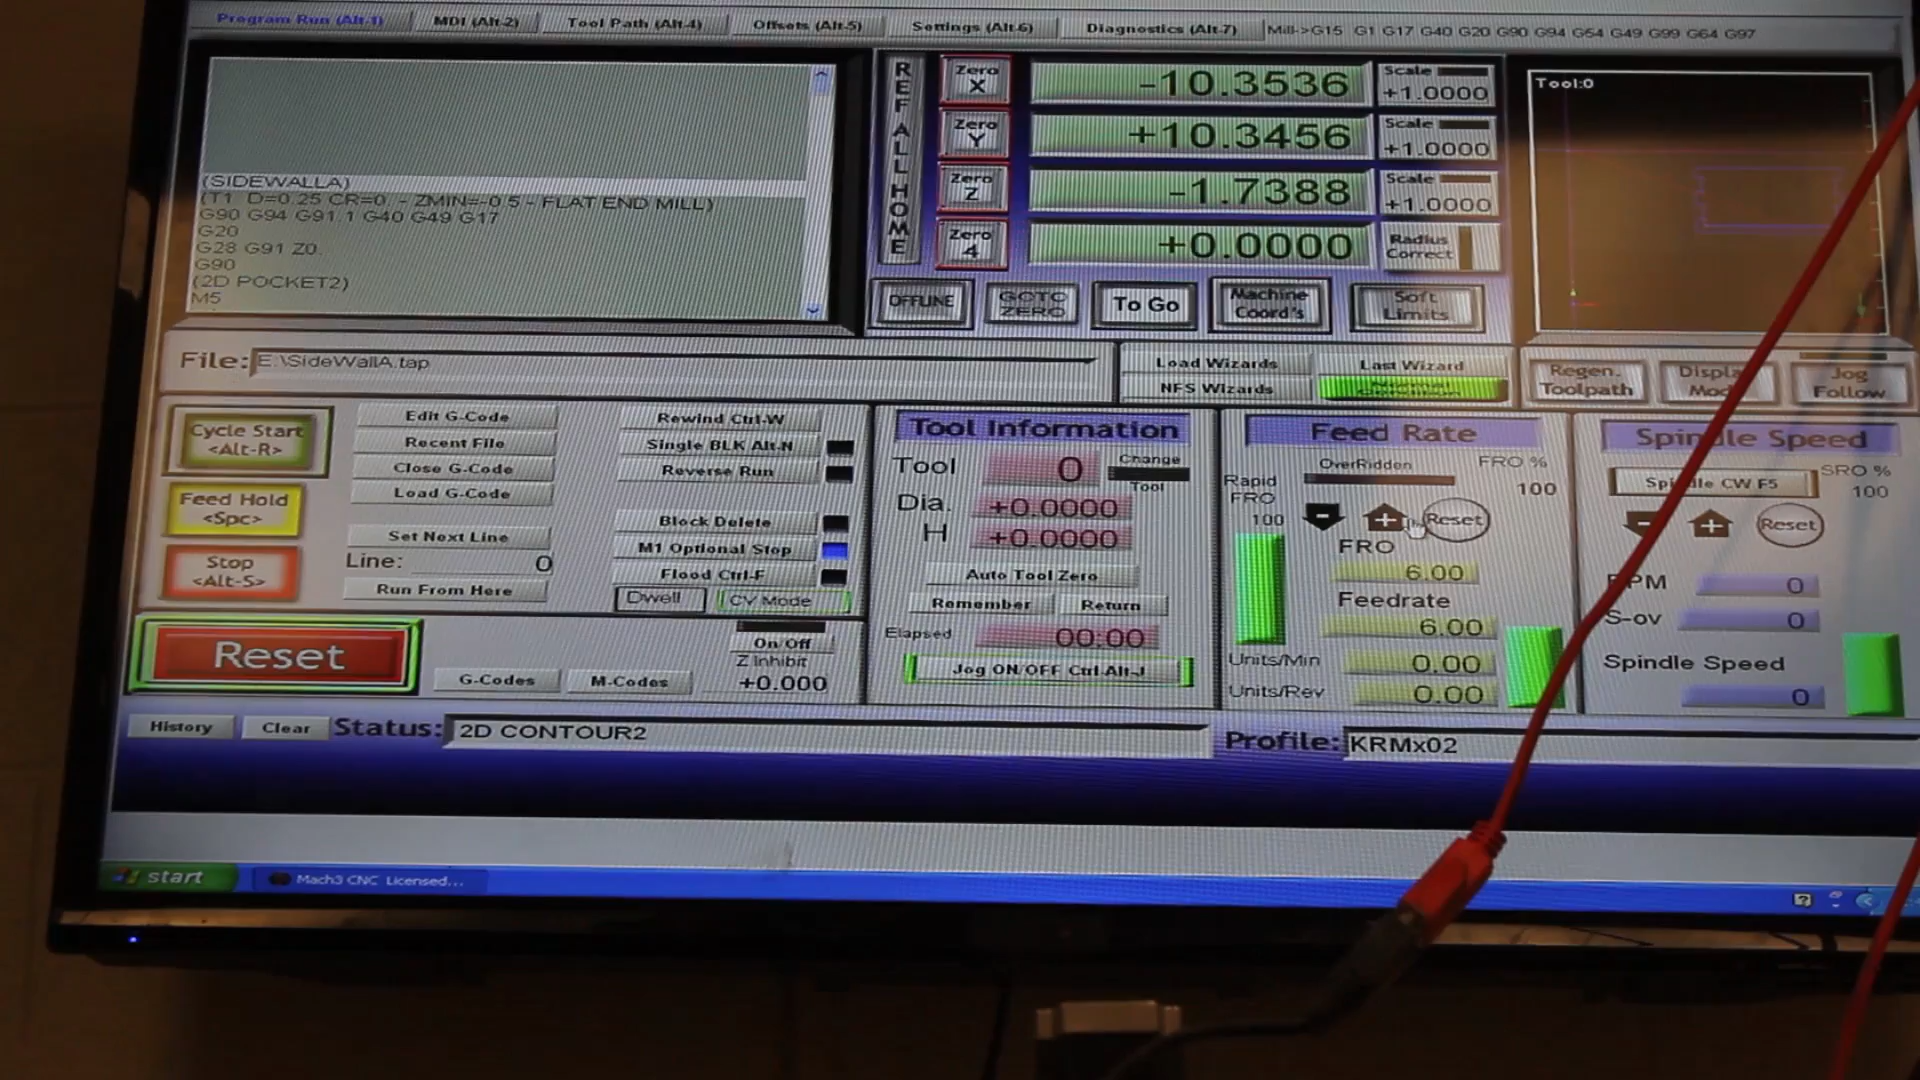 Program Run (Alt-1) MDI (Alt-2) Tool Path (Alt-4) Offsets (Alt-5) Settings (Alt-6) Diagnostics (Alt-7) Mill->G15 G1 G17 G40 G20 G90 G94 G54 G49 G99 G64 G97
(SIDEWALLA)
(T1 D=0.25 CR=0. - ZMIN=-0.5 - FLAT END MILL)
G90 G94 G91.1 G40 G49 G17
G20
G28 G91 Z0.
G90
(2D POCKET2)
M5
REF ALL HOME
Zero X -10.3536 Scale +1.0000
Zero Y +10.3456 Scale +1.0000
Zero Z -1.7388 Scale +1.0000
Zero 4 +0.0000 Radius Correct
OFFLINE GOTO ZERO To Go Machine Coord's Soft Limits
Tool:0
File: E:\SideWallA.tap
Load Wizards Last Wizard
NFS Wizards
Regen. Toolpath Display Mode Jog Follow
Cycle Start <Alt-R>
Feed Hold <Spc>
Stop <Alt-S>
Edit G-Code
Recent File
Close G-Code
Load G-Code
Set Next Line
Line: 0
Run From Here
Rewind Ctrl-W
Single BLK Alt-N
Reverse Run
Block Delete
M1 Optional Stop
Flood Ctrl-F
Dwell CV Mode
Reset
G-Codes M-Codes
On/Off
Z Inhibit
+0.000
Tool Information
Tool 0 Change Tool
Dia. +0.0000
H +0.0000
Auto Tool Zero
Remember Return
Elapsed 00:00
Jog ON/OFF Ctrl-Alt-J
Feed Rate
OverRidden FRO %
Rapid FRO 100
100
Reset
FRO
6.00
Feedrate
6.00
Units/Min 0.00
Units/Rev 0.00
Spindle Speed
Spindle CW F5 SRO %
100
Reset
RPM 0
S-ov 0
Spindle Speed
0
History Clear Status: 2D CONTOUR2 Profile: KRMx02
start Mach3 CNC Licensed...